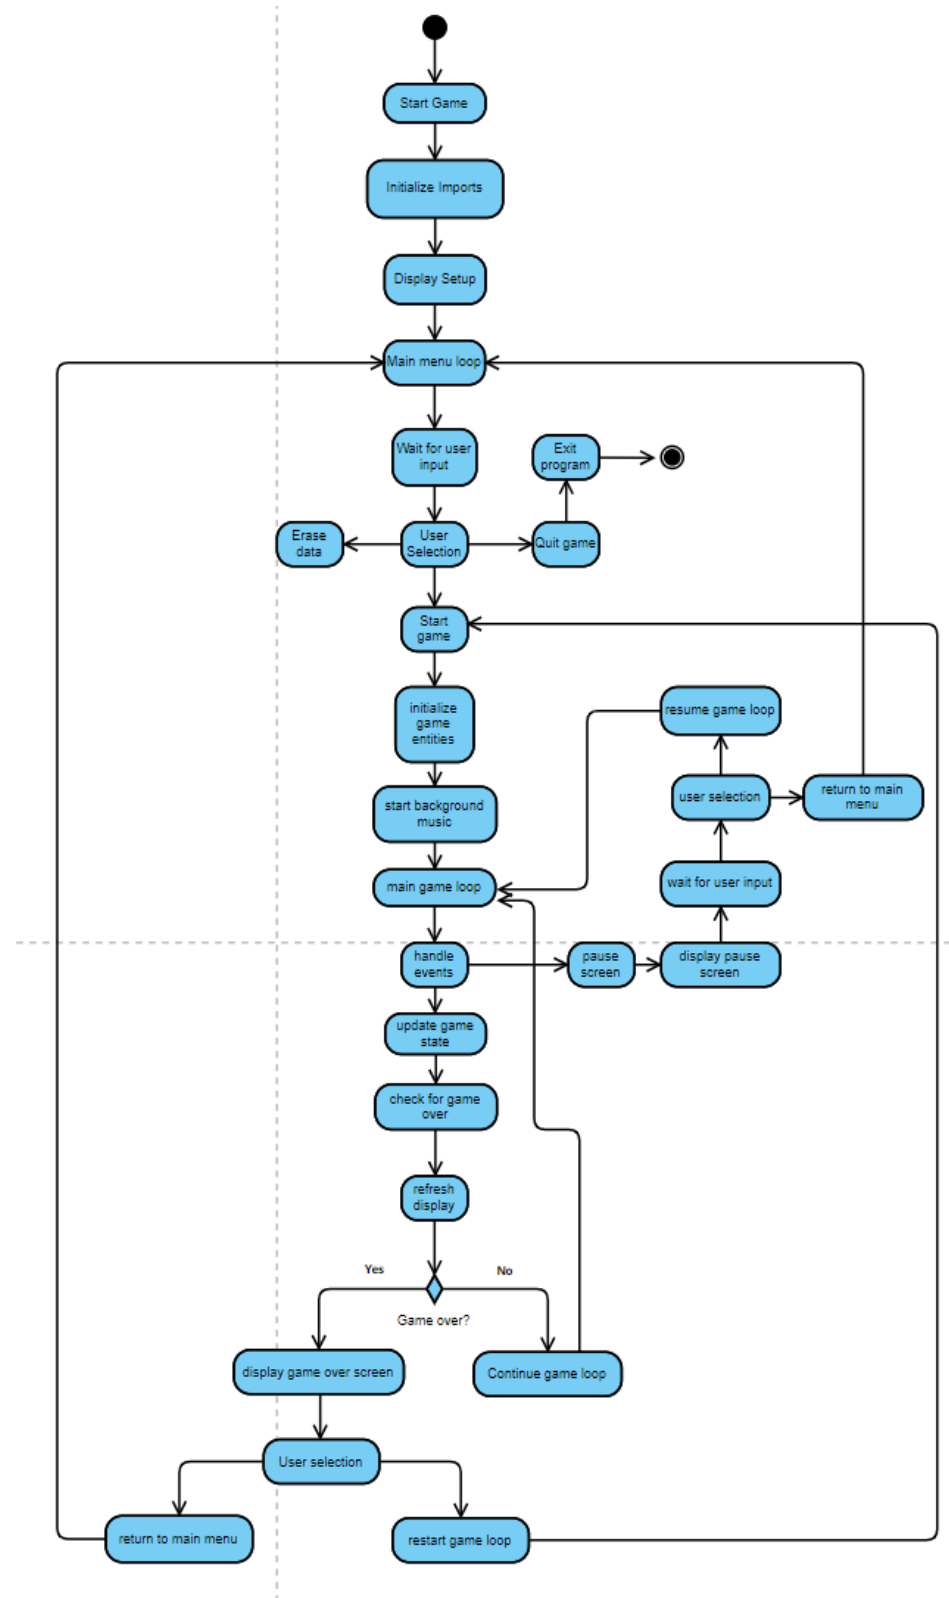 Start Game
Initialize Imports
Display Setup
Main menu loop
Wait for user
input
Exit
program
Erase
data
User
Selection
Quit game
Start
game
initialize
game
entities
resume game loop
start background
music
user selection
return to main
menu
main game loop
wait for user input
handle
events
pause
screen
display pause
screen
update game
state
check for game
over
refresh
display
Yes
No
Game over?
display game over screen
Continue game loop
User selection
return to main menu
restart game loop